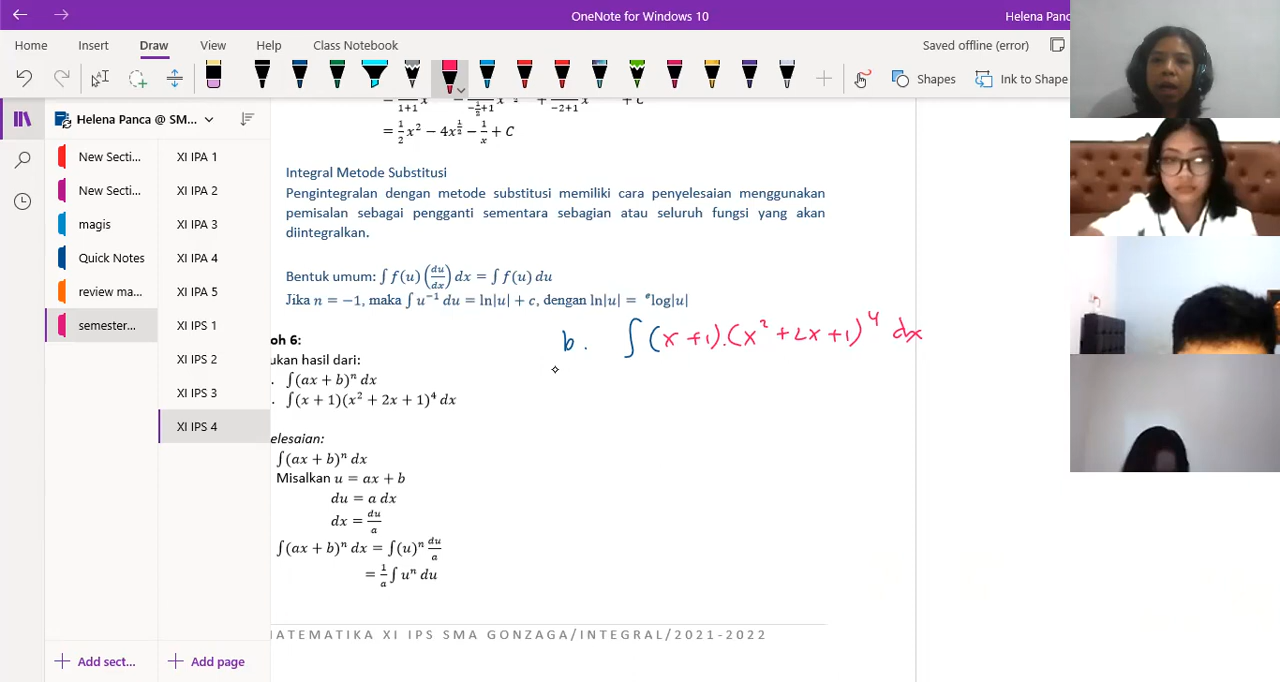 OneNote for Windows 10
Helena Panca
Home Insert Draw View Help Class Notebook
Saved offline (error)
Shapes
Ink to Shape
Helena Panca @ SM...
New Secti...
New Secti...
magis
Quick Notes
review ma...
semester...
XI IPA 1
XI IPA 2
XI IPA 3
XI IPA 4
XI IPA 5
XI IPS 1
XI IPS 2
XI IPS 3
XI IPS 4
Add sect...
Add page
= ½x² − 4x^½ − 1/x + C
Integral Metode Substitusi
Pengintegralan dengan metode substitusi memiliki cara penyelesaian menggunakan
pemisalan sebagai pengganti sementara sebagian atau seluruh fungsi yang akan
diintegralkan.
Bentuk umum: ∫ f(u) (du/dx) dx = ∫ f(u) du
Jika n = −1, maka ∫ u⁻¹ du = ln|u| + c, dengan ln|u| = ᵉlog|u|
b. ∫ (x+1).(x² + 2x + 1)⁴ dx
oh 6:
ukan hasil dari:
. ∫(ax + b)ⁿ dx
. ∫(x + 1)(x² + 2x + 1)⁴ dx
elesaian:
∫(ax + b)ⁿ dx
Misalkan u = ax + b
du = a dx
dx = du/a
∫(ax + b)ⁿ dx = ∫(u)ⁿ du/a
= 1/a ∫ uⁿ du
ATEMATIKA XI IPS SMA GONZAGA/INTEGRAL/2021-2022